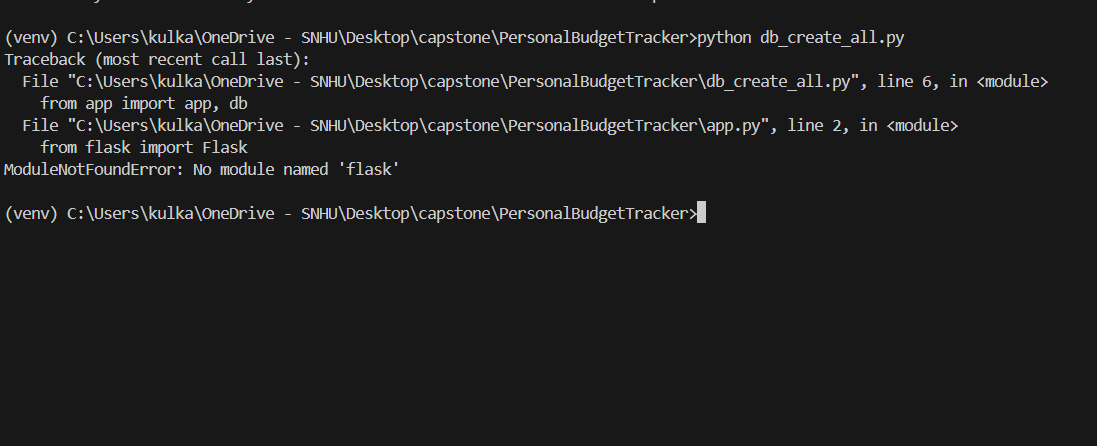 (venv) C:\Users\kulka\OneDrive - SNHU\Desktop\capstone\PersonalBudgetTracker>python db_create_all.py
Traceback (most recent call last):
  File "C:\Users\kulka\OneDrive - SNHU\Desktop\capstone\PersonalBudgetTracker\db_create_all.py", line 6, in <module>
    from app import app, db
  File "C:\Users\kulka\OneDrive - SNHU\Desktop\capstone\PersonalBudgetTracker\app.py", line 2, in <module>
    from flask import Flask
ModuleNotFoundError: No module named 'flask'
(venv) C:\Users\kulka\OneDrive - SNHU\Desktop\capstone\PersonalBudgetTracker>